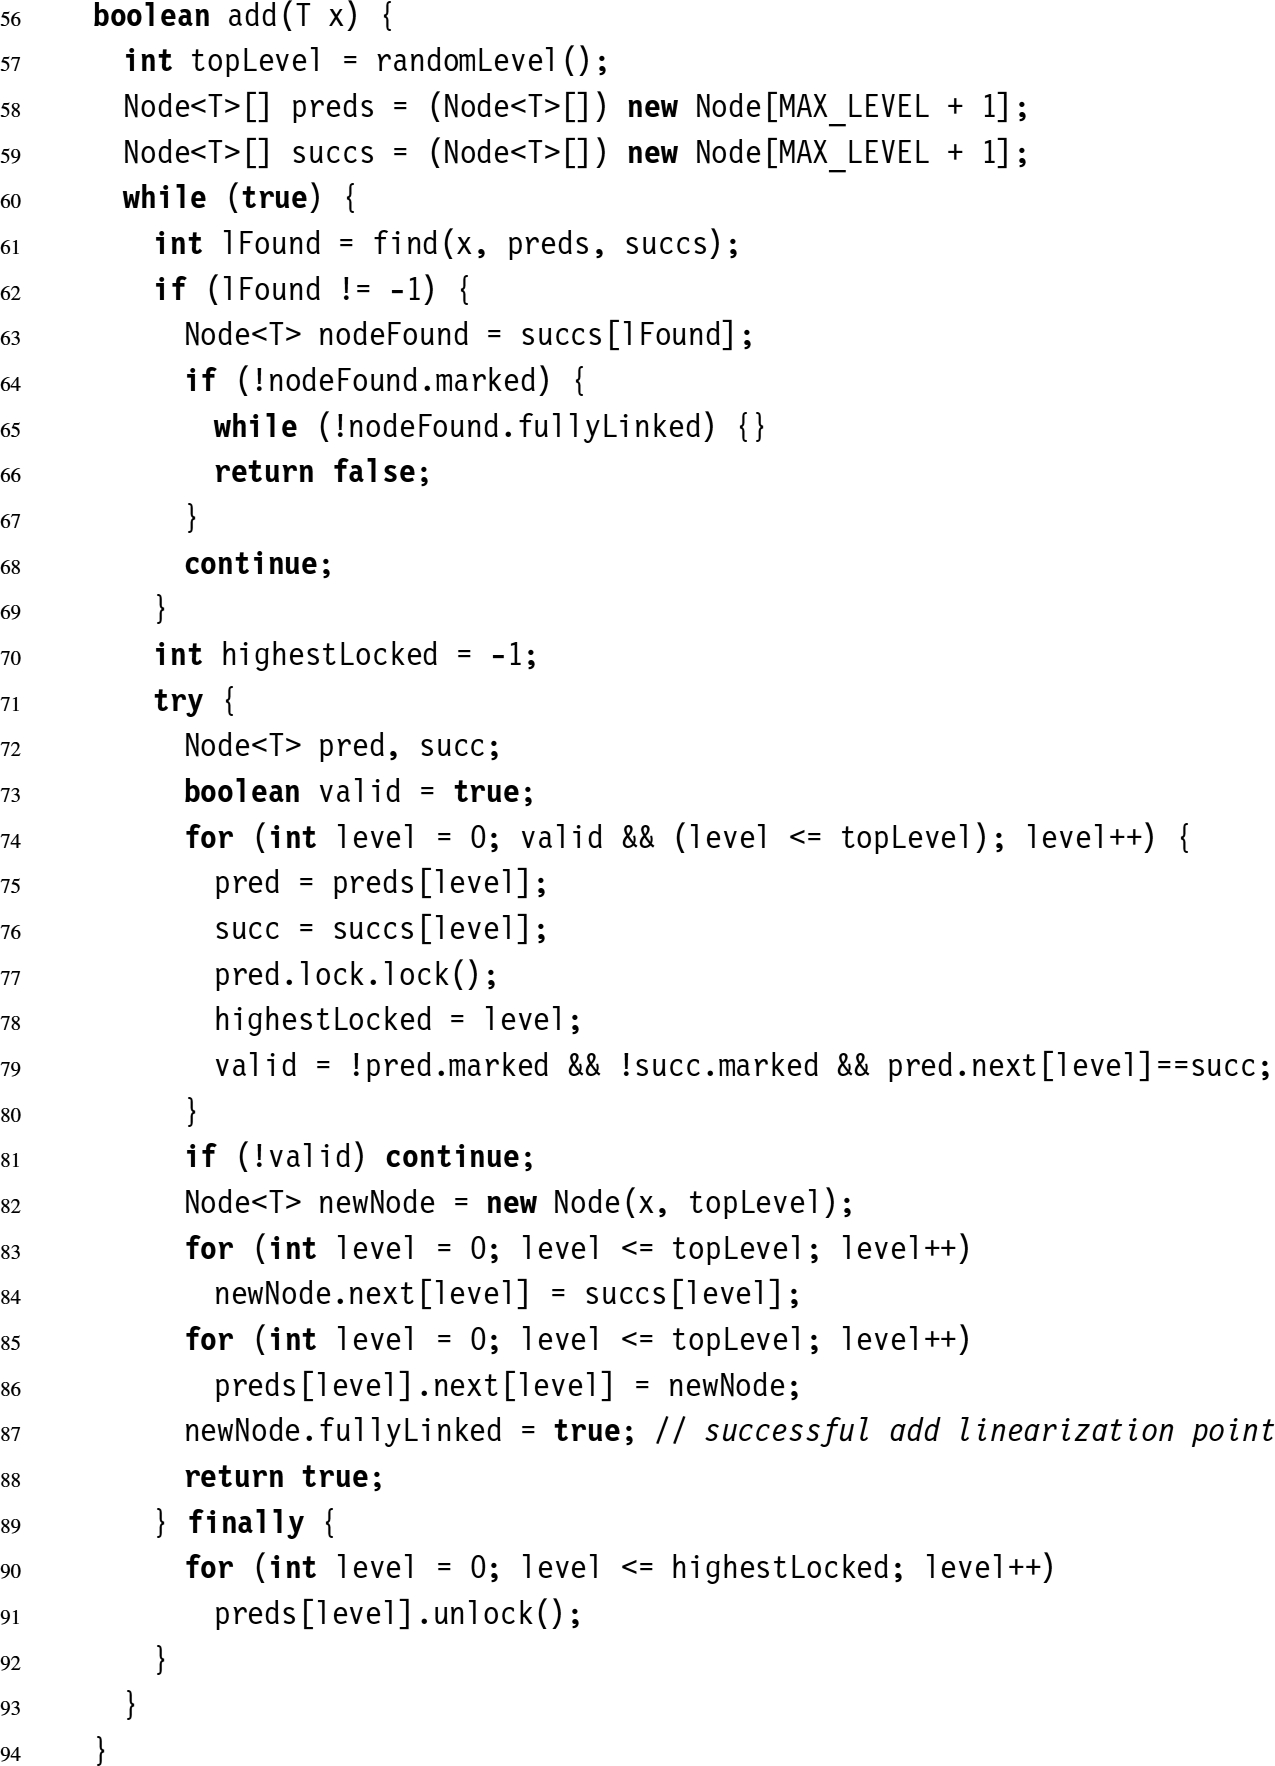 56 boolean add(T x) {
57 int topLevel = randomLevel();
58 Node<T>[] preds = (Node<T>[]) new Node[MAX_LEVEL + 1];
59 Node<T>[] succs = (Node<T>[]) new Node[MAX_LEVEL + 1];
60 while (true) {
61 int lFound = find(x, preds, succs);
62 if (lFound != -1) {
63 Node<T> nodeFound = succs[lFound];
64 if (!nodeFound.marked) {
65 while (!nodeFound.fullyLinked) {}
66 return false;
67 }
68 continue;
69 }
70 int highestLocked = -1;
71 try {
72 Node<T> pred, succ;
73 boolean valid = true;
74 for (int level = 0; valid && (level <= topLevel); level++) {
75 pred = preds[level];
76 succ = succs[level];
77 pred.lock.lock();
78 highestLocked = level;
79 valid = !pred.marked && !succ.marked && pred.next[level]==succ;
80 }
81 if (!valid) continue;
82 Node<T> newNode = new Node(x, topLevel);
83 for (int level = 0; level <= topLevel; level++)
84 newNode.next[level] = succs[level];
85 for (int level = 0; level <= topLevel; level++)
86 preds[level].next[level] = newNode;
87 newNode.fullyLinked = true; // successful add linearization point
88 return true;
89 } finally {
90 for (int level = 0; level <= highestLocked; level++)
91 preds[level].unlock();
92 }
93 }
94 }